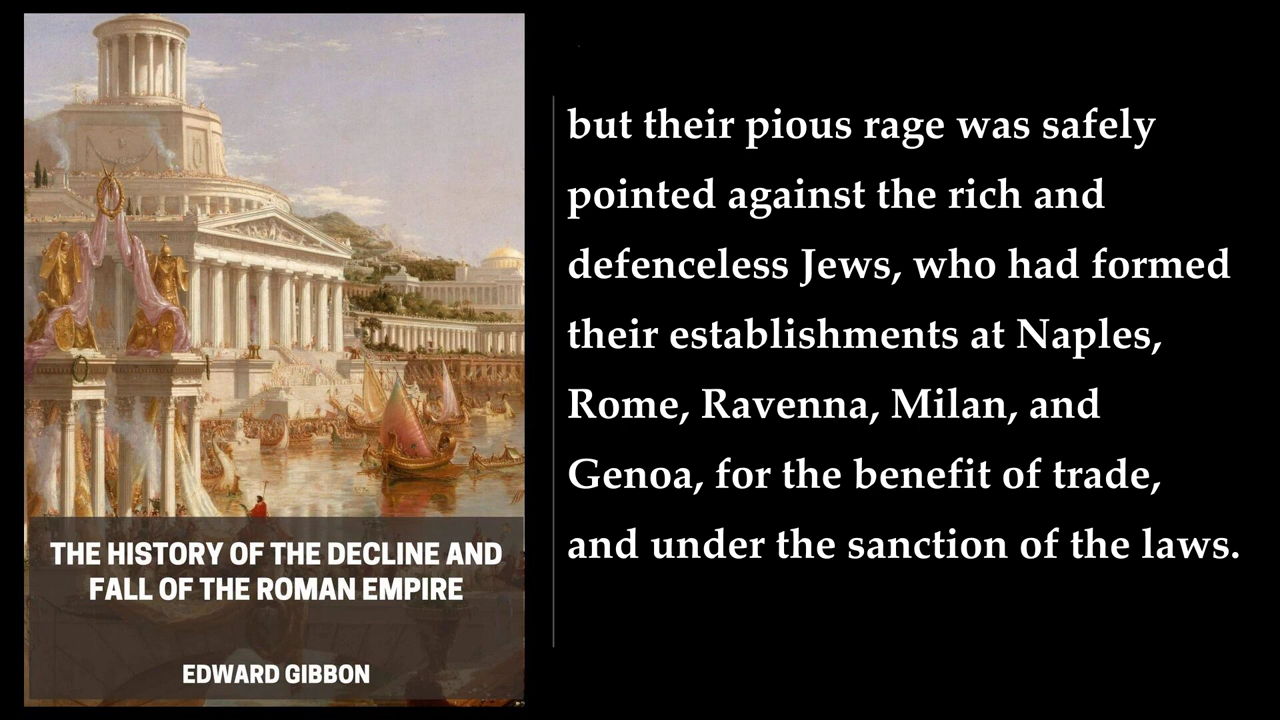 THE HISTORY OF THE DECLINE AND
FALL OF THE ROMAN EMPIRE
EDWARD GIBBON
but their pious rage was safely
pointed against the rich and
defenceless Jews, who had formed
their establishments at Naples,
Rome, Ravenna, Milan, and
Genoa, for the benefit of trade,
and under the sanction of the laws.